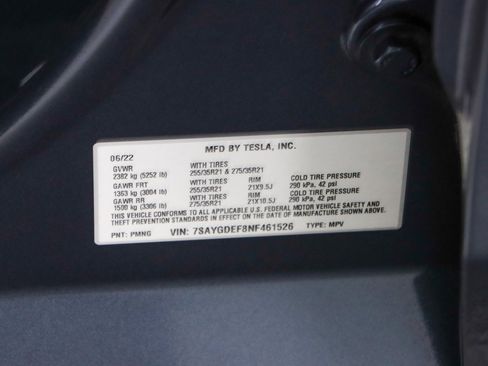 MFD BY TESLA, INC.
06/22
GVWR WITH TIRES
2382 kg (5252 lb) 255/35R21 & 275/35R21
GAWR FRT WITH TIRES RIM COLD TIRE PRESSURE
1363 kg (3004 lb) 255/35R21 21X9.5J 290 kPa, 42 psi
GAWR RR WITH TIRES RIM COLD TIRE PRESSURE
1500 kg (3306 lb) 275/35R21 21X10.5J 290 kPa, 42 psi
THIS VEHICLE CONFORMS TO ALL APPLICABLE U.S. FEDERAL MOTOR VEHICLE SAFETY AND
THEFT PREVENTION STANDARDS IN EFFECT ON THE DATE OF MANUFACTURE SHOWN ABOVE.
PNT: PMNG VIN: 7SAYGDEF8NF461526 TYPE: MPV